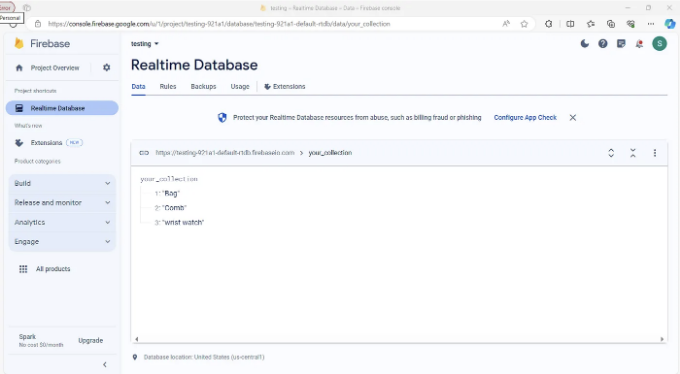 Personal
testing - Realtime Database - Data - Firebase console
https://console.firebase.google.com/u/1/project/testing-921a1/database/testing-921a1-default-rtdb/data/your_collection
Firebase
testing
S
Project Overview
Realtime Database
Project shortcuts
Data Rules Backups Usage Extensions
Realtime Database
What's new
Protect your Realtime Database resources from abuse, such as billing fraud or phishing Configure App Check
Extensions NEW
Product categories
https://testing-921a1-default-rtdb.firebaseio.com > your_collection
Build
your_collection
1: "Bag"
Release and monitor
2: "Comb"
Analytics
3: "wrist watch"
Engage
All products
Spark
No cost $0/month
Upgrade
Database location: United States (us-central1)